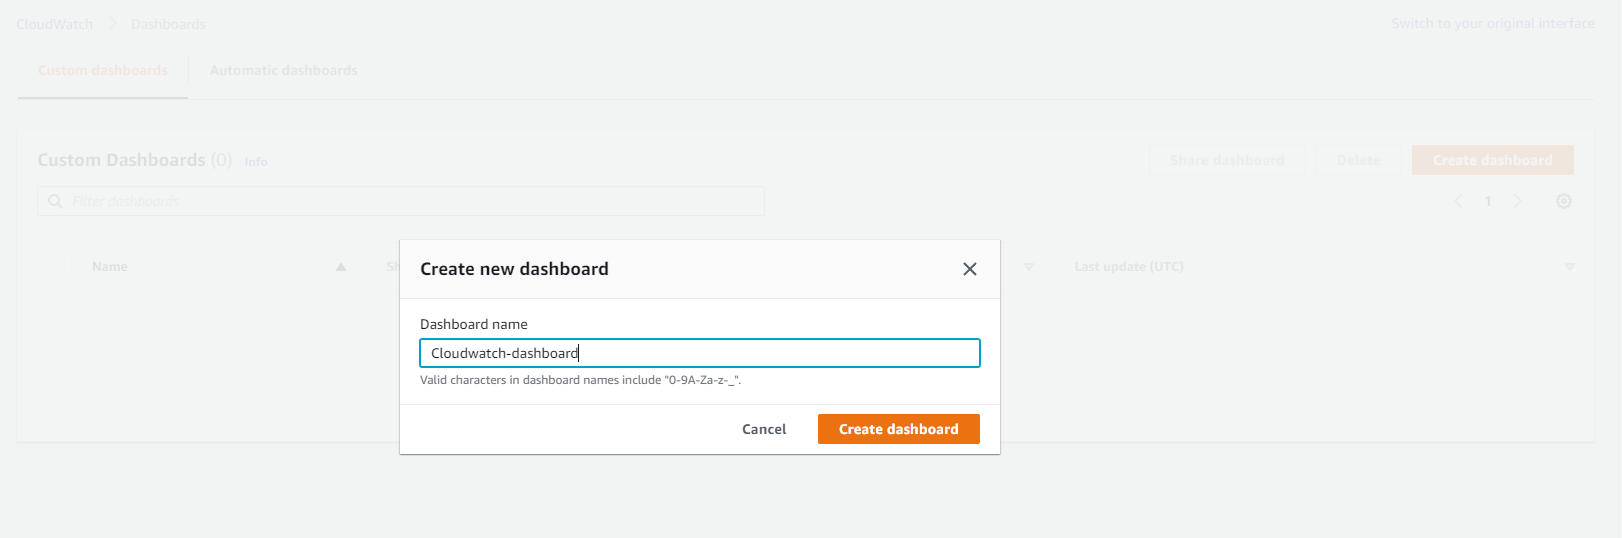 CloudWatch > Dashboards
Switch to your original interface
Custom dashboards
Automatic dashboards
Custom Dashboards (0) Info
Share dashboard
Delete
Create dashboard
Filter dashboards
1
Name
Sh
Last update (UTC)
Create new dashboard
Dashboard name
Cloudwatch-dashboard
Valid characters in dashboard names include "0-9A-Za-z-_".
Cancel
Create dashboard